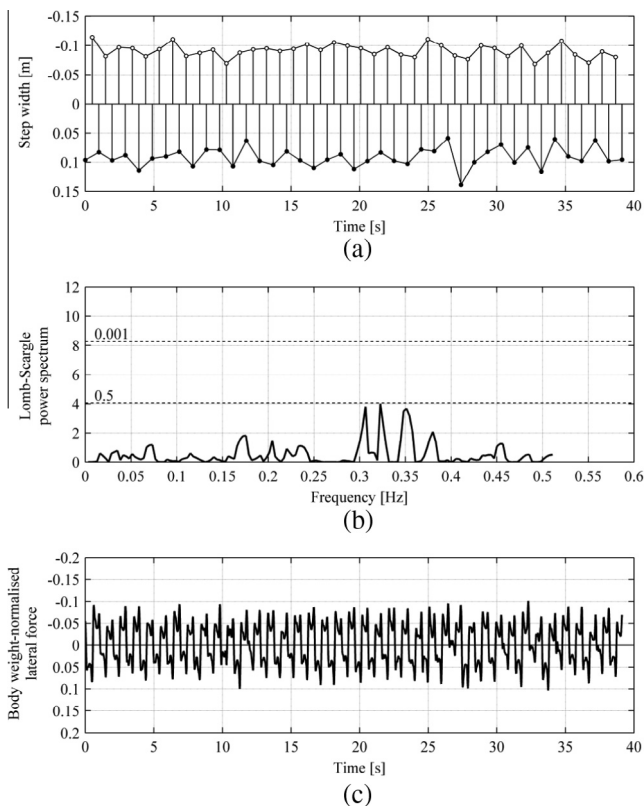 -0.15
-0.1
-0.05
0
0.05
0.1
0.15
Step width [m]
0 5 10 15 20 25 30 35 40
Time [s]
(a)
12
10
8
6
4
2
0
0.001
0.5
Lomb-Scargle
power spectrum
0 0.05 0.1 0.15 0.2 0.25 0.3 0.35 0.4 0.45 0.5 0.55 0.6
Frequency [Hz]
(b)
-0.2
-0.15
-0.1
-0.05
0
0.05
0.1
0.15
0.2
Body weight-normalised
lateral force
0 5 10 15 20 25 30 35 40
Time [s]
(c)